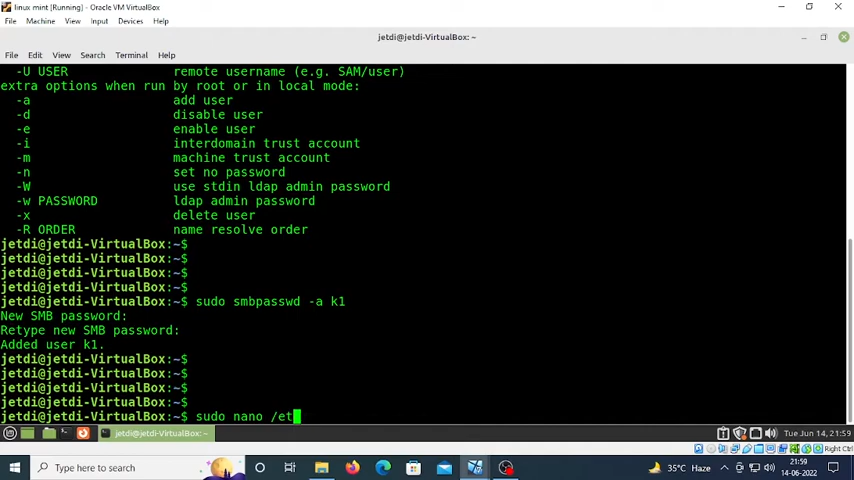 linux mint [Running] - Oracle VM VirtualBox
File Machine View Input Devices Help
jetdi@jetdi-VirtualBox: ~
File Edit View Search Terminal Help
-U USER remote username (e.g. SAM/user)
extra options when run by root or in local mode:
-a add user
-d disable user
-e enable user
-i interdomain trust account
-m machine trust account
-n set no password
-W use stdin ldap admin password
-w PASSWORD ldap admin password
-x delete user
-R ORDER name resolve order
jetdi@jetdi-VirtualBox:~$
jetdi@jetdi-VirtualBox:~$
jetdi@jetdi-VirtualBox:~$
jetdi@jetdi-VirtualBox:~$
jetdi@jetdi-VirtualBox:~$ sudo smbpasswd -a k1
New SMB password:
Retype new SMB password:
Added user k1.
jetdi@jetdi-VirtualBox:~$
jetdi@jetdi-VirtualBox:~$
jetdi@jetdi-VirtualBox:~$
jetdi@jetdi-VirtualBox:~$
jetdi@jetdi-VirtualBox:~$ sudo nano /et
jetdi@jetdi-VirtualBox: ~
Tue Jun 14, 21:59
Right Ctrl
Type here to search
35°C Haze
21:59
14-06-2022